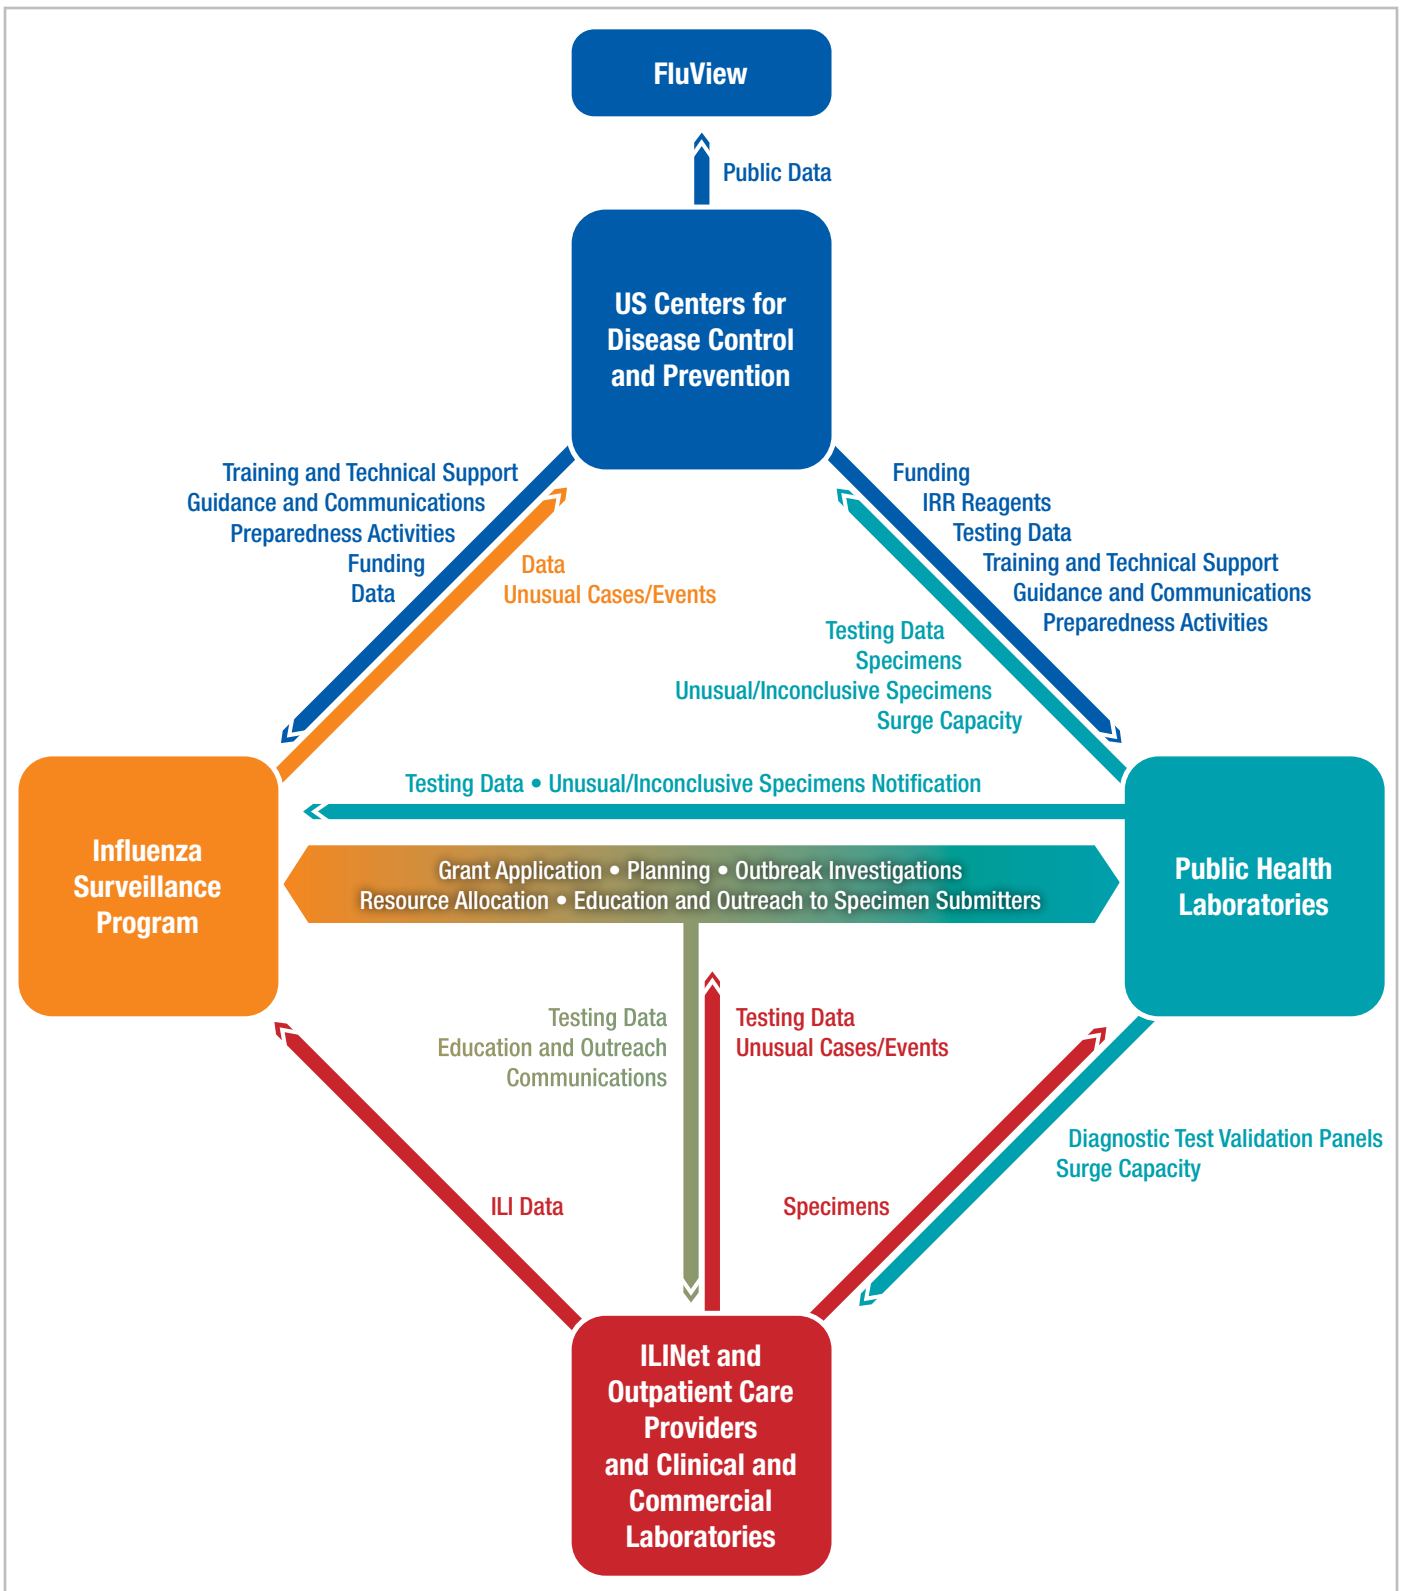 FluView
Public Data
US Centers for
Disease Control
and Prevention
Training and Technical Support
Guidance and Communications
Preparedness Activities
Funding
Data
Data
Unusual Cases/Events
Funding
IRR Reagents
Testing Data
Training and Technical Support
Guidance and Communications
Preparedness Activities
Testing Data
Specimens
Unusual/Inconclusive Specimens
Surge Capacity
Testing Data • Unusual/Inconclusive Specimens Notification
Influenza
Surveillance
Program
Grant Application • Planning • Outbreak Investigations
Resource Allocation • Education and Outreach to Specimen Submitters
Public Health
Laboratories
Testing Data
Education and Outreach
Communications
Testing Data
Unusual Cases/Events
Diagnostic Test Validation Panels
Surge Capacity
ILI Data
Specimens
ILINet and
Outpatient Care
Providers
and Clinical and
Commercial
Laboratories